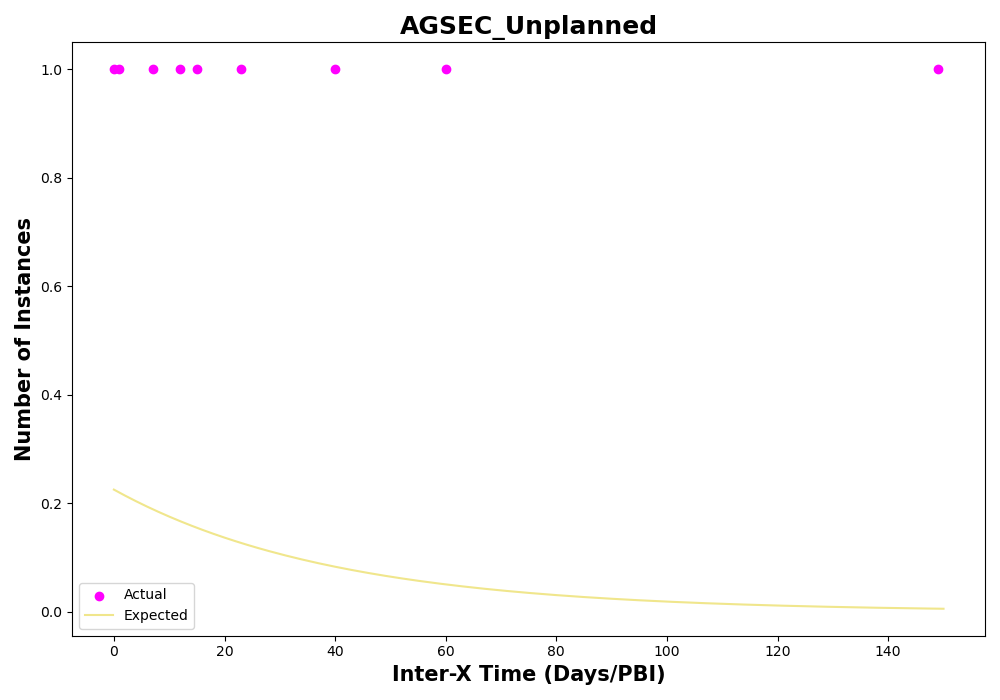 AGSEC_Unplanned
Number of Instances
1.0
0.8
0.6
0.4
0.2
0.0
Actual
Expected
0 20 40 60 80 100 120 140
Inter-X Time (Days/PBI)